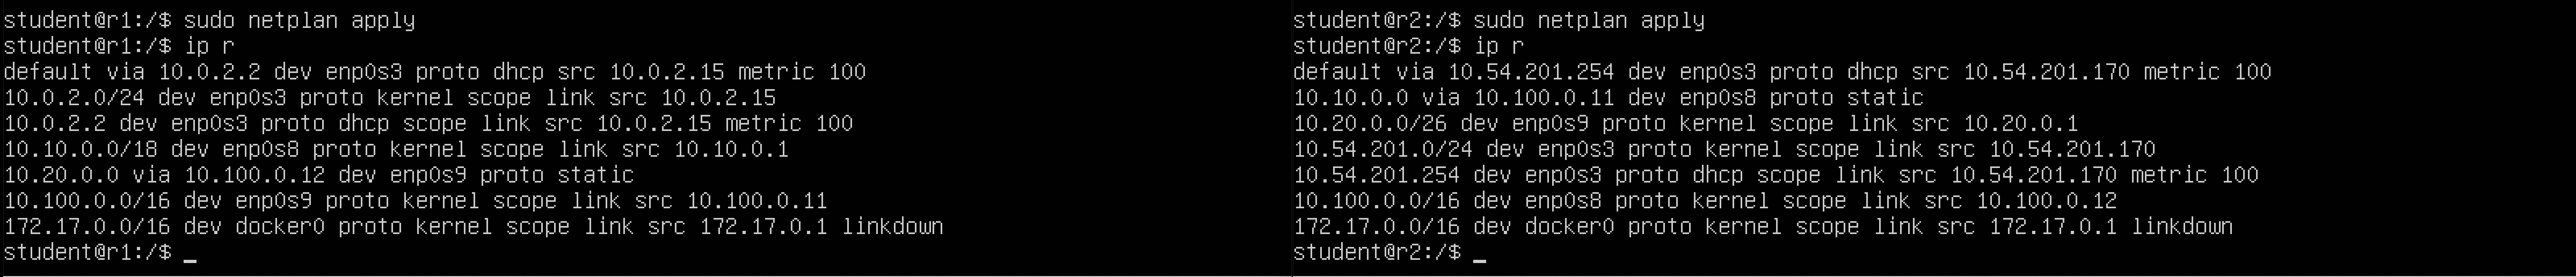 student@r1:/$ sudo netplan apply
student@r1:/$ ip r
default via 10.0.2.2 dev enp0s3 proto dhcp src 10.0.2.15 metric 100
10.0.2.0/24 dev enp0s3 proto kernel scope link src 10.0.2.15
10.0.2.2 dev enp0s3 proto dhcp scope link src 10.0.2.15 metric 100
10.10.0.0/18 dev enp0s8 proto kernel scope link src 10.10.0.1
10.20.0.0 via 10.100.0.12 dev enp0s9 proto static
10.100.0.0/16 dev enp0s9 proto kernel scope link src 10.100.0.11
172.17.0.0/16 dev docker0 proto kernel scope link src 172.17.0.1 linkdown
student@r1:/$ _
student@r2:/$ sudo netplan apply
student@r2:/$ ip r
default via 10.54.201.254 dev enp0s3 proto dhcp src 10.54.201.170 metric 100
10.10.0.0 via 10.100.0.11 dev enp0s8 proto static
10.20.0.0/26 dev enp0s9 proto kernel scope link src 10.20.0.1
10.54.201.0/24 dev enp0s3 proto kernel scope link src 10.54.201.170
10.54.201.254 dev enp0s3 proto dhcp scope link src 10.54.201.170 metric 100
10.100.0.0/16 dev enp0s8 proto kernel scope link src 10.100.0.12
172.17.0.0/16 dev docker0 proto kernel scope link src 172.17.0.1 linkdown
student@r2:/$ _